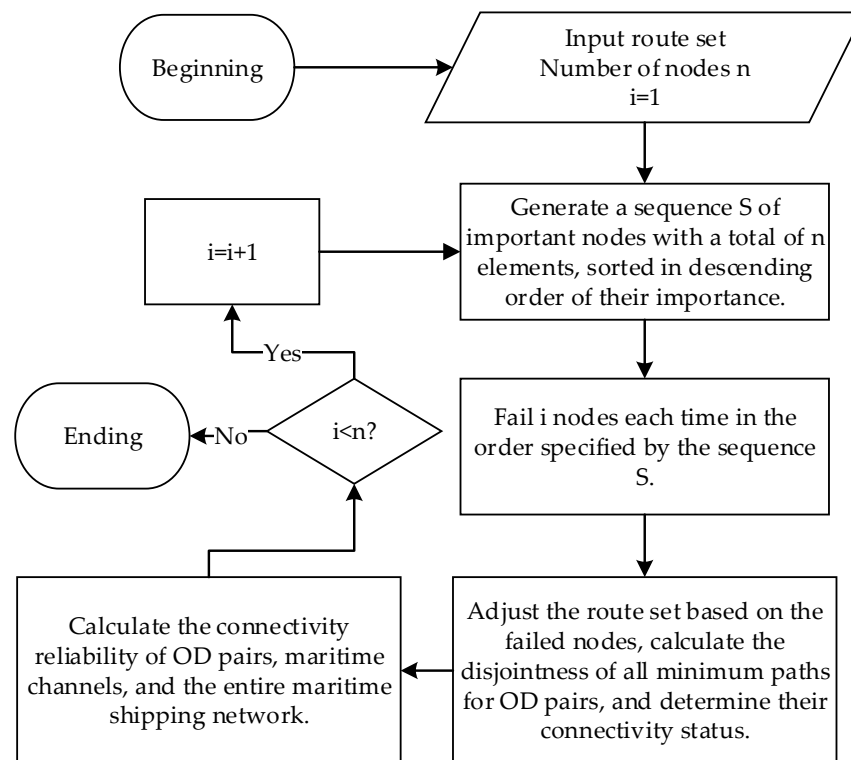 Beginning
Input route set
Number of nodes n
i=1
Generate a sequence S of
important nodes with a total of n
elements, sorted in descending
order of their importance.
i=i+1
Yes
Fail i nodes each time in the
order specified by the sequence
S.
i<n?
No
Ending
Adjust the route set based on the
failed nodes, calculate the
disjointness of all minimum paths
for OD pairs, and determine their
connectivity status.
Calculate the connectivity
reliability of OD pairs, maritime
channels, and the entire maritime
shipping network.